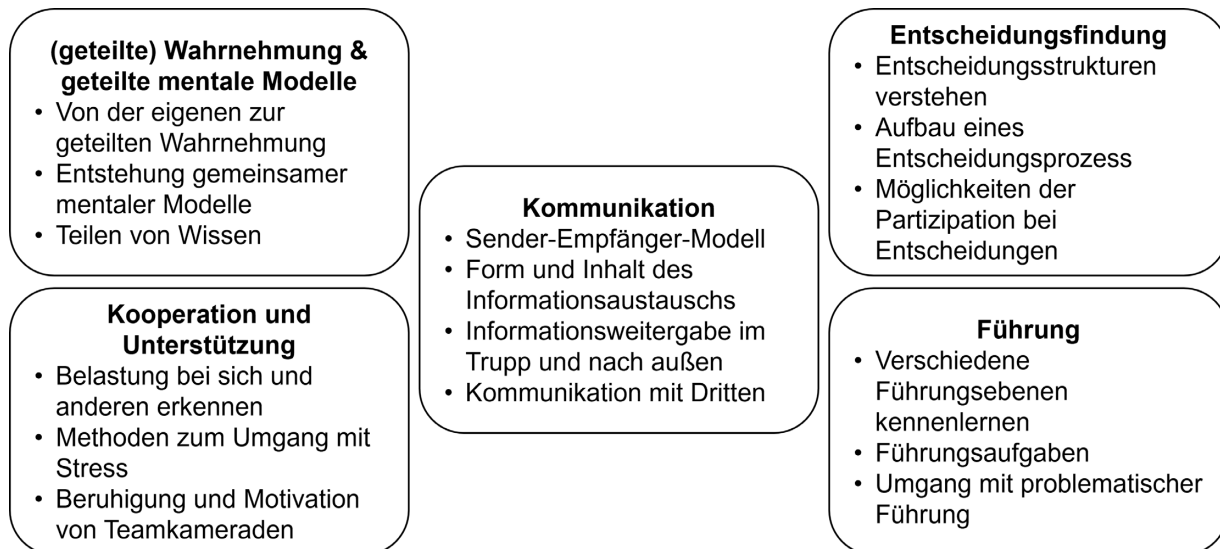 (geteilte) Wahrnehmung &
geteilte mentale Modelle
• Von der eigenen zur
geteilten Wahrnehmung
• Entstehung gemeinsamer
mentaler Modelle
• Teilen von Wissen
Kooperation und
Unterstützung
• Belastung bei sich und
anderen erkennen
• Methoden zum Umgang mit
Stress
• Beruhigung und Motivation
von Teamkameraden
Kommunikation
• Sender-Empfänger-Modell
• Form und Inhalt des
Informationsaustauschs
• Informationsweitergabe im
Trupp und nach außen
• Kommunikation mit Dritten
Entscheidungsfindung
• Entscheidungsstrukturen
verstehen
• Aufbau eines
Entscheidungsprozess
• Möglichkeiten der
Partizipation bei
Entscheidungen
Führung
• Verschiedene
Führungsebenen
kennenlernen
• Führungsaufgaben
• Umgang mit problematischer
Führung